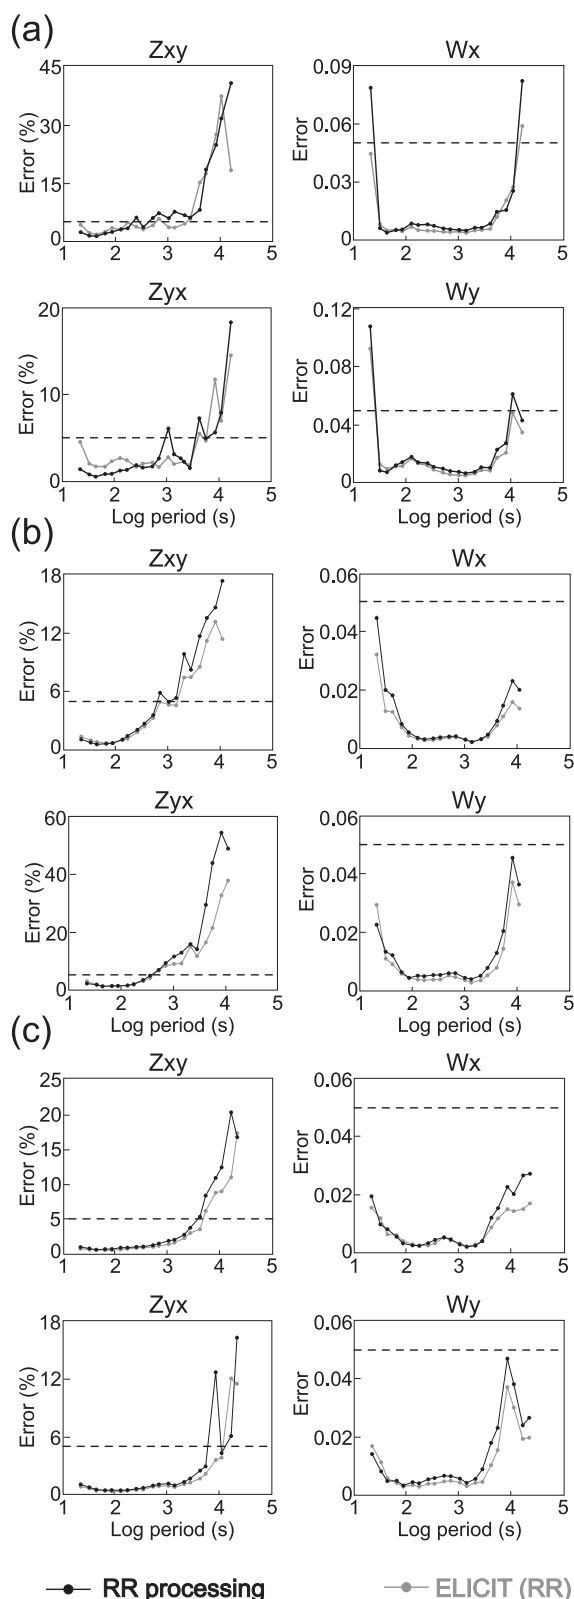 (a)
Zxy
Wx
45
30
15
0
Error (%)
1 2 3 4 5
0.09
0.06
0.03
0
Error
1 2 3 4 5
Zyx
Wy
20
10
0
Error (%)
1 2 3 4 5
Log period (s)
0.12
0.08
0.04
0
Error
1 2 3 4 5
Log period (s)
(b)
Zxy
Wx
18
12
6
0
Error (%)
1 2 3 4 5
0.06
0.04
0.02
0
Error
1 2 3 4 5
Zyx
Wy
60
40
20
0
Error (%)
1 2 3 4 5
Log period (s)
0.06
0.04
0.02
0
Error
1 2 3 4 5
Log period (s)
(c)
Zxy
Wx
25
20
15
10
5
0
Error (%)
1 2 3 4 5
0.06
0.04
0.02
0
Error
1 2 3 4 5
Zyx
Wy
18
12
6
0
Error (%)
1 2 3 4 5
Log period (s)
0.06
0.04
0.02
0
Error
1 2 3 4 5
Log period (s)
RR processing
ELICIT (RR)